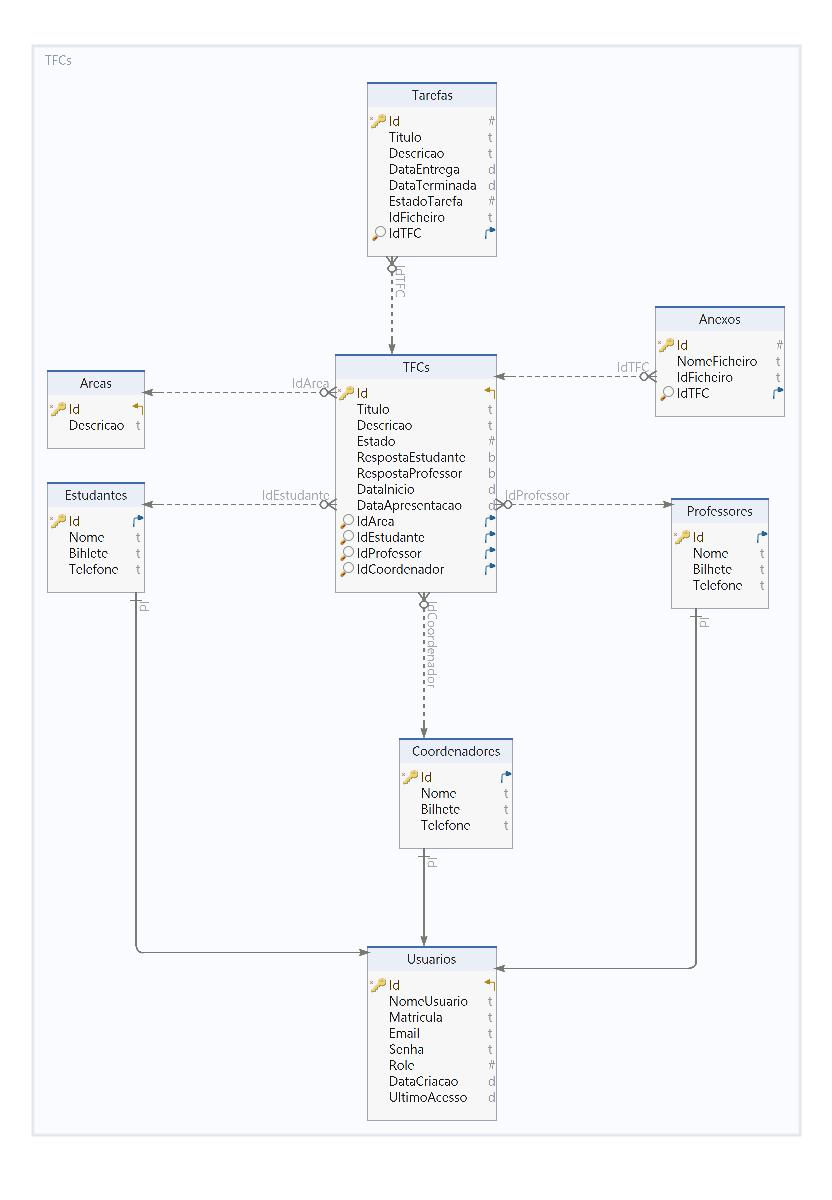 TFCs
Tarefas
Id #
Titulo t
Descricao t
DataEntrega d
DataTerminada d
EstadoTarefa #
IdFicheiro t
IdTFC
IdTFC
Anexos
Id #
NomeFicheiro t
IdFicheiro t
IdTFC
IdTFC
TFCs
Id
Titulo t
Descricao t
Estado #
RespostaEstudante b
RespostaProfessor b
DataInicio d
DataApresentacao d
IdArea
IdEstudante
IdProfessor
IdCoordenador
IdArea
Areas
Id
Descricao t
IdEstudante
Estudantes
Id
Nome t
Bihlete t
Telefone t
Id
IdProfessor
Professores
Id
Nome t
Bilhete t
Telefone t
Id
IdCoordenador
Coordenadores
Id
Nome t
Bilhete t
Telefone t
Id
Usuarios
Id
NomeUsuario t
Matricula t
Email t
Senha t
Role #
DataCriacao d
UltimoAcesso d